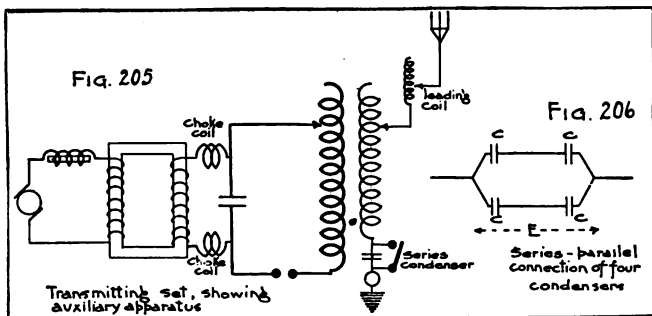 FIG. 205
choke
coil
choke
coil
loading
coil
Series
condenser
Transmitting set, showing
auxiliary apparatus
FIG. 206
C C
C C
E
Series-parallel
connection of four
condensers